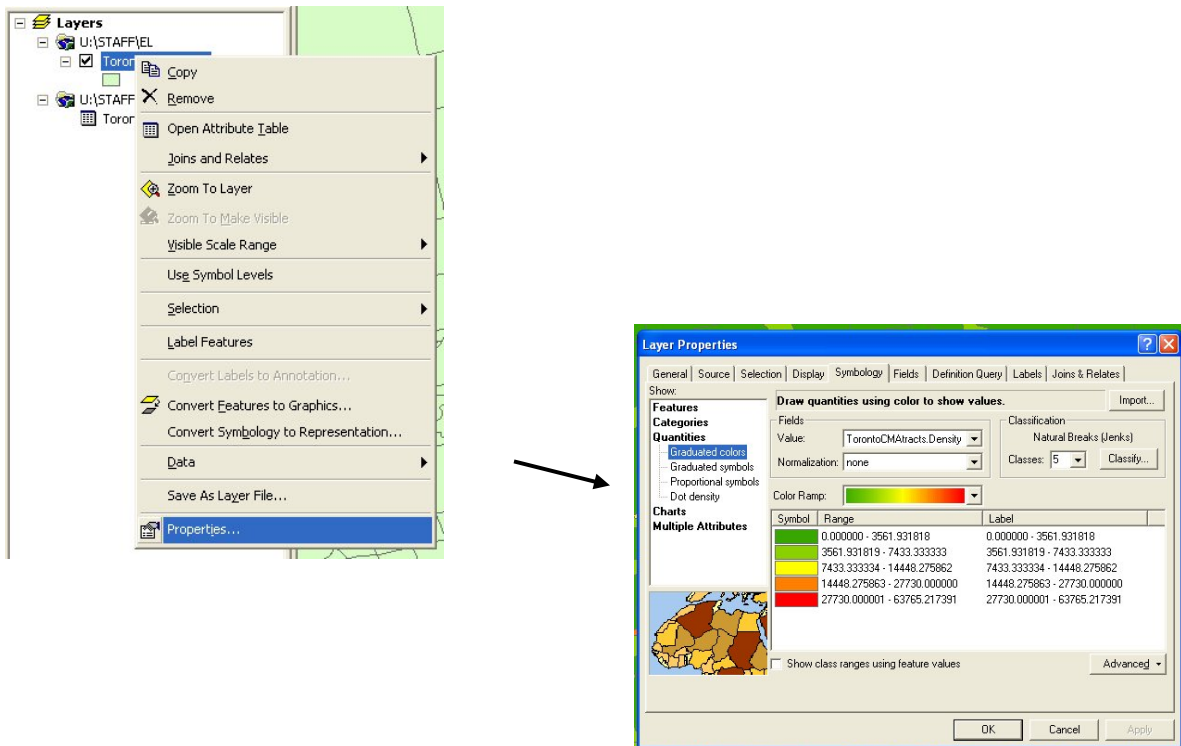 Layers
U:\STAFF\EL
Toror
U:\STAFF
Toror
Copy
Remove
Open Attribute Table
Joins and Relates
Zoom To Layer
Zoom To Make Visible
Visible Scale Range
Use Symbol Levels
Selection
Label Features
Convert Labels to Annotation...
Convert Features to Graphics...
Convert Symbology to Representation...
Data
Save As Layer File...
Properties...
Layer Properties
General Source Selection Display Symbology Fields Definition Query Labels Joins & Relates
Show:
Features
Categories
Quantities
Graduated colors
Graduated symbols
Proportional symbols
Dot density
Charts
Multiple Attributes
Draw quantities using color to show values.
Import...
Fields
Value: TorontoCMAtracts.Density
Normalization: none
Classification
Natural Breaks (Jenks)
Classes: 5 Classify...
Color Ramp:
Symbol Range Label
0.000000 - 3561.931818 0.000000 - 3561.931818
3561.931819 - 7433.333333 3561.931819 - 7433.333333
7433.333334 - 14448.275862 7433.333334 - 14448.275862
14448.275863 - 27730.000000 14448.275863 - 27730.000000
27730.000001 - 63765.217391 27730.000001 - 63765.217391
Show class ranges using feature values
Advanced
OK Cancel Apply